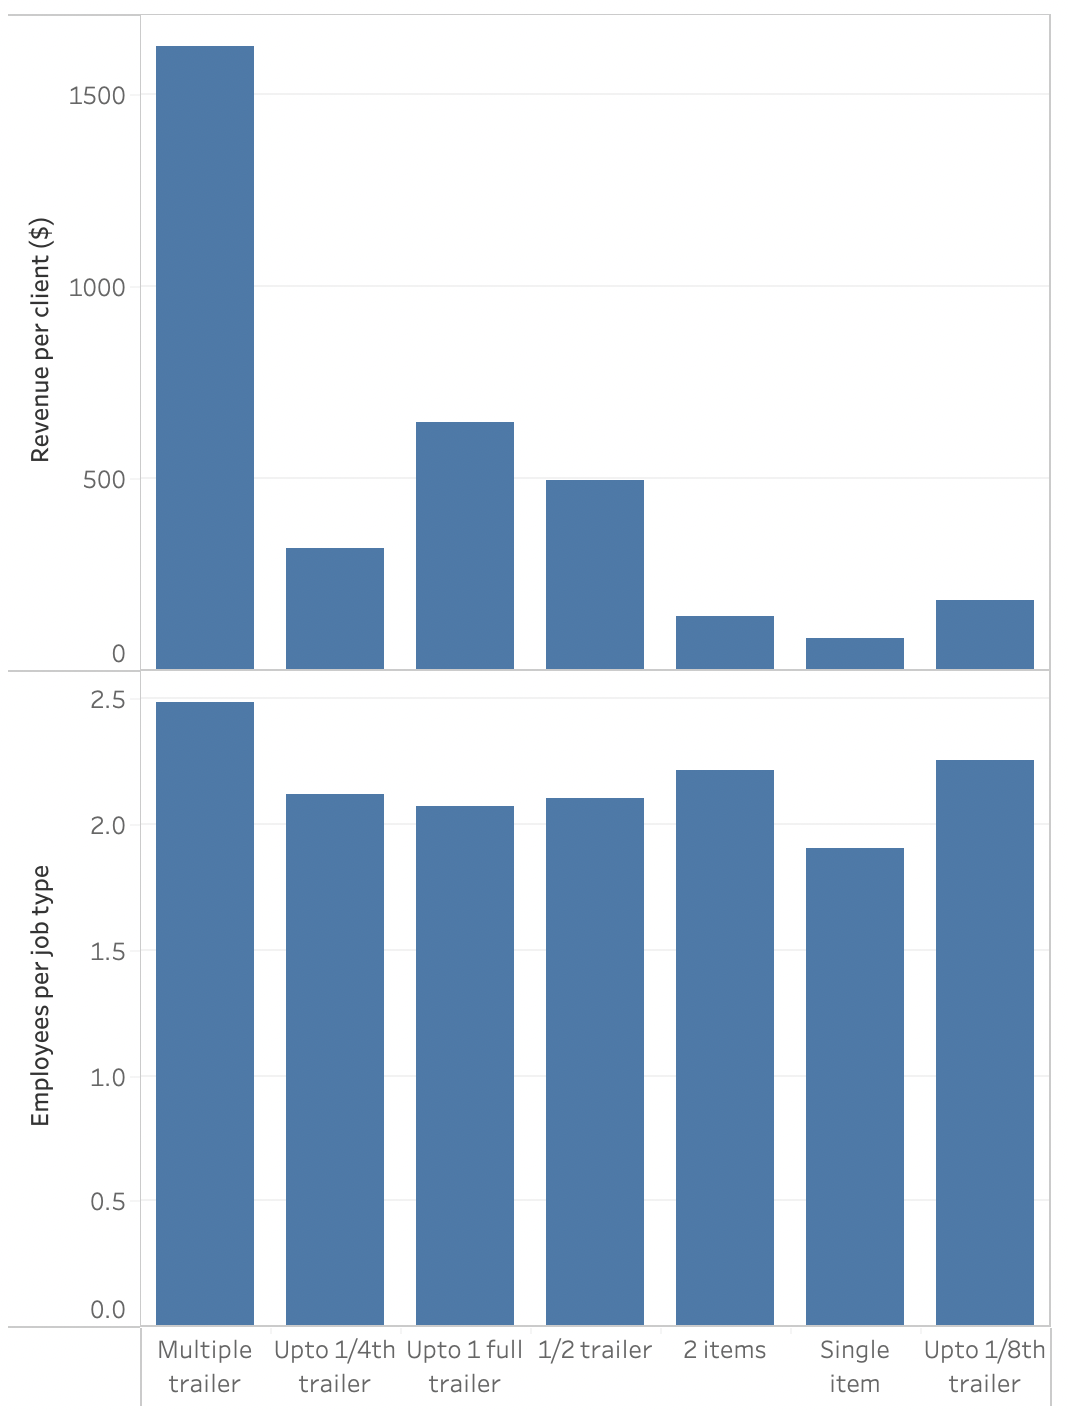 Revenue per client ($)
1500
1000
500
0
Employees per job type
2.5
2.0
1.5
1.0
0.5
0.0
Multiple
trailer
Upto 1/4th
trailer
Upto 1 full
trailer
1/2 trailer
2 items
Single
item
Upto 1/8th
trailer